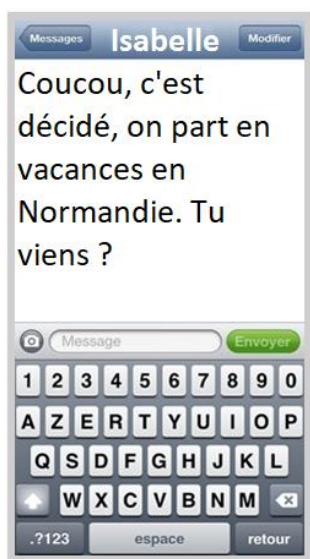 Messages Isabelle Modifier
Coucou, c'est
décidé, on part en
vacances en
Normandie. Tu
viens ?
Message Envoyer
1 2 3 4 5 6 7 8 9 0
A Z E R T Y U I O P
Q S D F G H J K L
W X C V B N M
.?123 espace retour